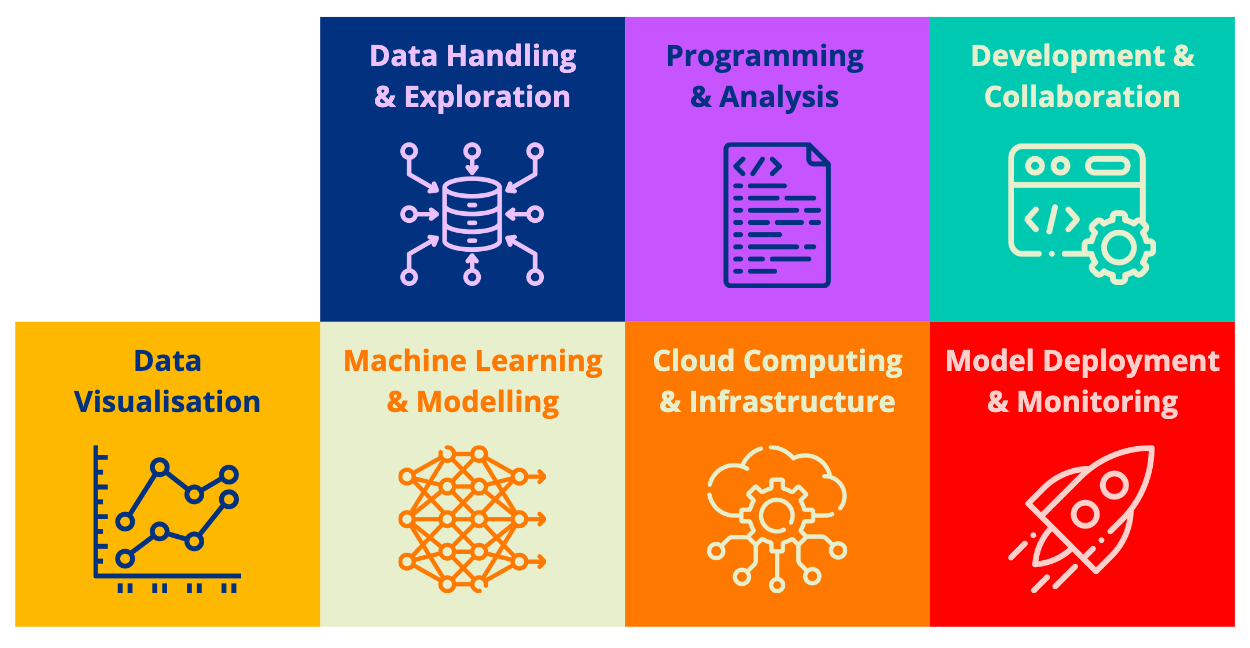 Data Handling
& Exploration
Programming
& Analysis
Development &
Collaboration
</>
</>
Data
Visualisation
Machine Learning
& Modelling
Cloud Computing
& Infrastructure
Model Deployment
& Monitoring